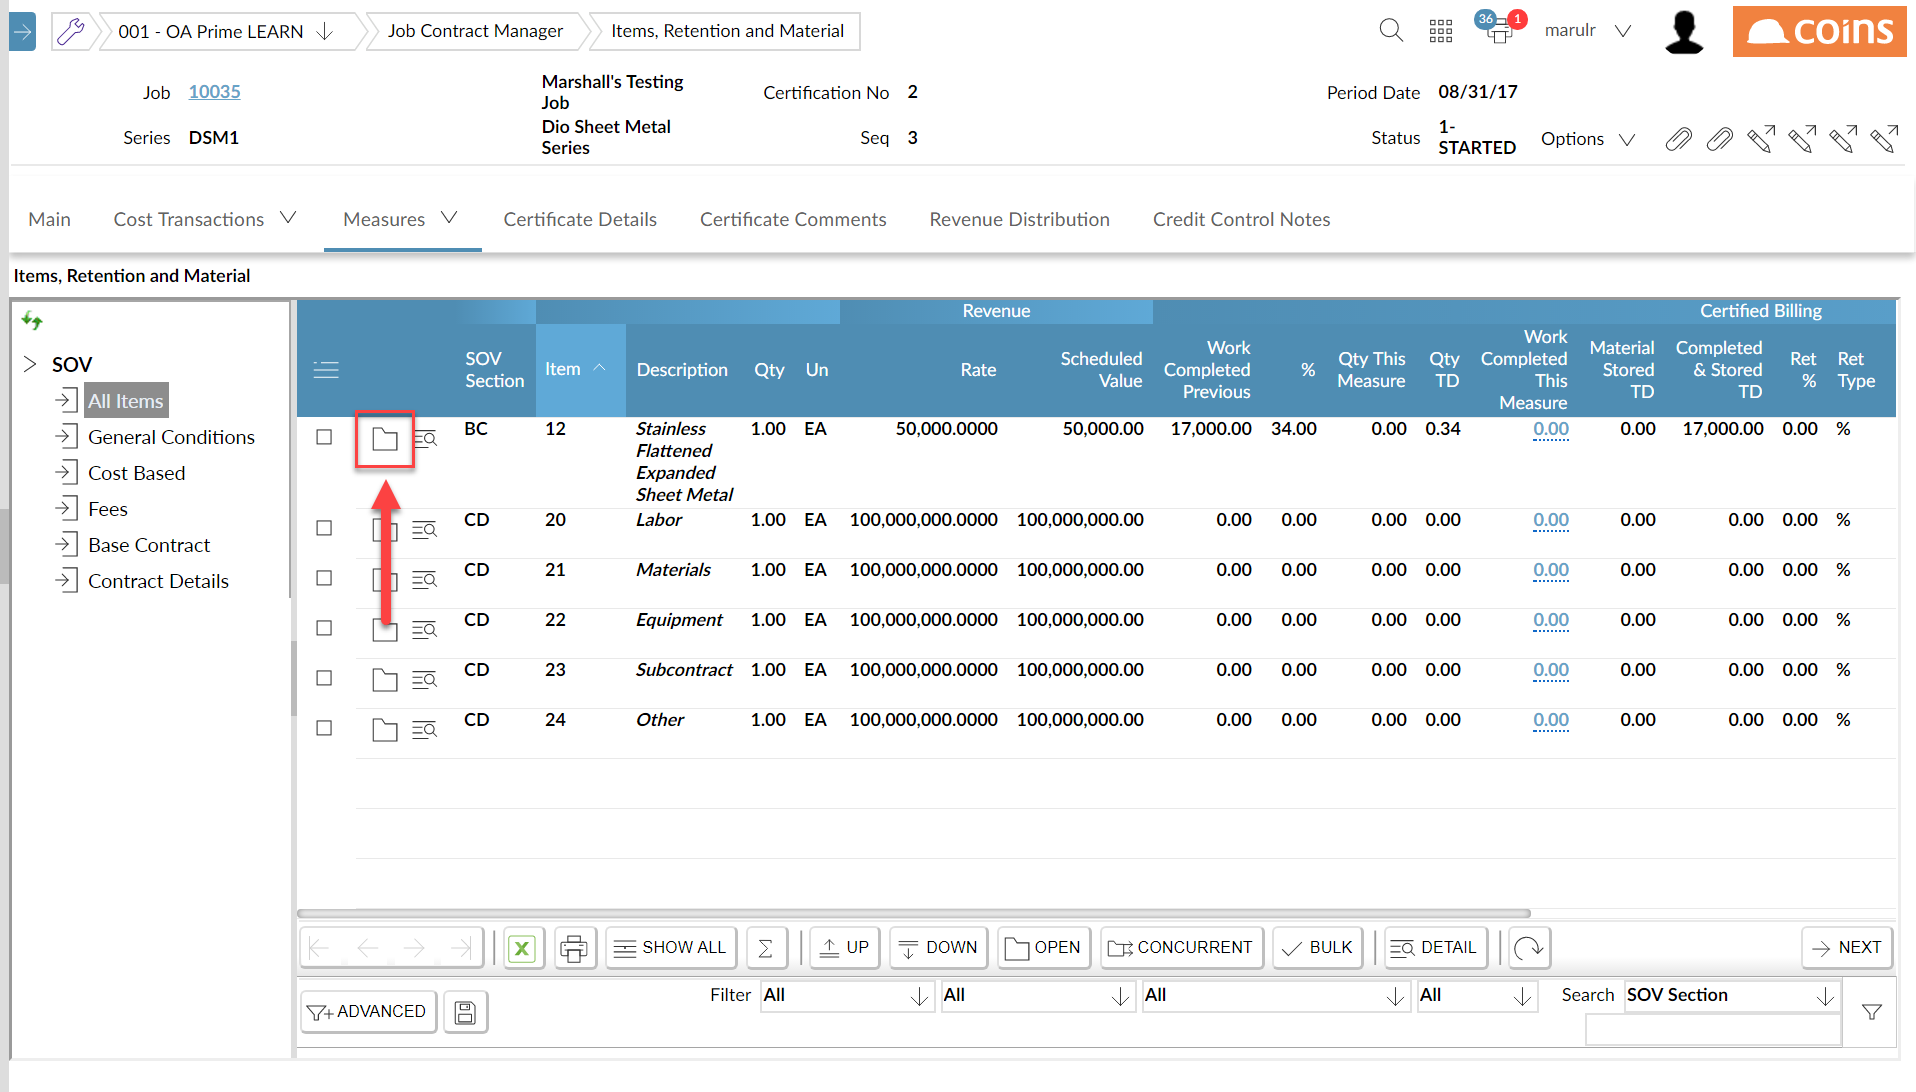 001 - OA Prime LEARN
Job Contract Manager
Items, Retention and Material
36
1
marulr
coins
Job 10035
Marshall's Testing
Job
Certification No 2
Period Date 08/31/17
Series DSM1
Dio Sheet Metal
Series
Seq 3
Status 1-
STARTED
Options
Main
Cost Transactions
Measures
Certificate Details
Certificate Comments
Revenue Distribution
Credit Control Notes
Items, Retention and Material
SOV
All Items
General Conditions
Cost Based
Fees
Base Contract
Contract Details
Revenue
Certified Billing
SOV
Section
Item
Description
Qty
Un
Rate
Scheduled
Value
Work
Completed
Previous
%
Qty This
Measure
Qty
TD
Work
Completed
This
Measure
Material
Stored
TD
Completed
& Stored
TD
Ret
%
Ret
Type
BC 12 Stainless 1.00 EA 50,000.0000 50,000.00 17,000.00 34.00 0.00 0.34 0.00 0.00 17,000.00 0.00 %
Flattened
Expanded
Sheet Metal
CD 20 Labor 1.00 EA 100,000,000.0000 100,000,000.00 0.00 0.00 0.00 0.00 0.00 0.00 0.00 0.00 %
CD 21 Materials 1.00 EA 100,000,000.0000 100,000,000.00 0.00 0.00 0.00 0.00 0.00 0.00 0.00 0.00 %
CD 22 Equipment 1.00 EA 100,000,000.0000 100,000,000.00 0.00 0.00 0.00 0.00 0.00 0.00 0.00 0.00 %
CD 23 Subcontract 1.00 EA 100,000,000.0000 100,000,000.00 0.00 0.00 0.00 0.00 0.00 0.00 0.00 0.00 %
CD 24 Other 1.00 EA 100,000,000.0000 100,000,000.00 0.00 0.00 0.00 0.00 0.00 0.00 0.00 0.00 %
SHOW ALL
Σ
UP
DOWN
OPEN
CONCURRENT
BULK
DETAIL
NEXT
ADVANCED
Filter All All All All
Search SOV Section